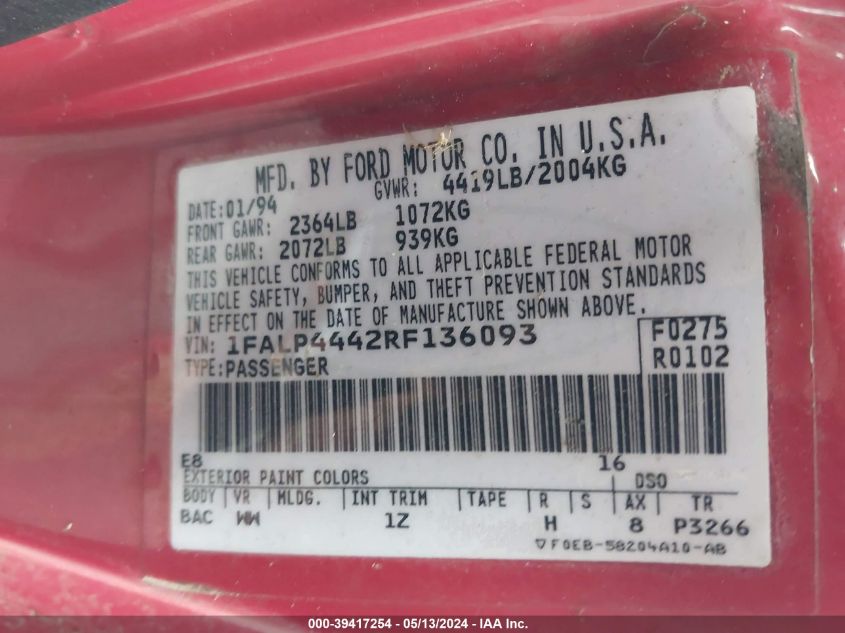 MFD. BY FORD MOTOR CO. IN U.S.A.
DATE:01/94 GVWR: 4419LB/2004KG
FRONT GAWR: 2364LB 1072KG
REAR GAWR: 2072LB 939KG
THIS VEHICLE CONFORMS TO ALL APPLICABLE FEDERAL MOTOR
VEHICLE SAFETY, BUMPER, AND THEFT PREVENTION STANDARDS
IN EFFECT ON THE DATE OF MANUFACTURE SHOWN ABOVE.
VIN: 1FALP4442RF136093 F0275
TYPE:PASSENGER R0102
E8 16
EXTERIOR PAINT COLORS DSO
BODY VR MLDG. INT TRIM TAPE R S AX TR
BAC WW 1Z H 8 P3266
▽F0EB-58204A10-AB
000-39417254 - 05/13/2024 - IAA Inc.